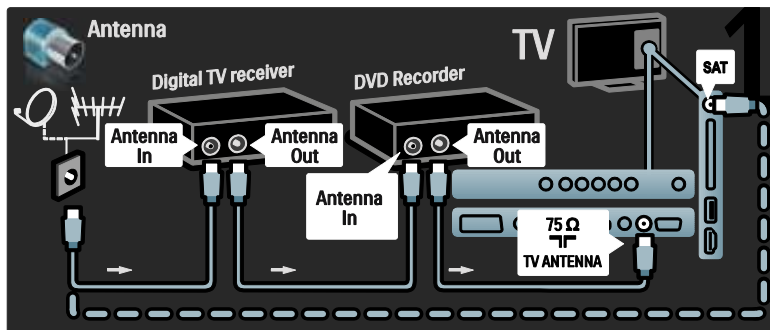 Antenna
TV
1
Digital TV receiver
DVD Recorder
SAT
Antenna
In
Antenna
Out
Antenna
Out
Antenna
In
75 Ω
TV ANTENNA